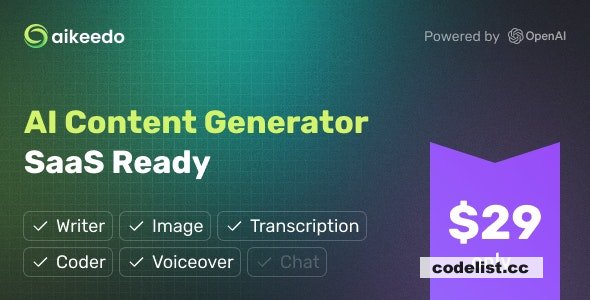 aikeedo
Powered by OpenAI
AI Content Generator
SaaS Ready
Writer Image Transcription
Coder Voiceover Chat
$29
codelist.cc